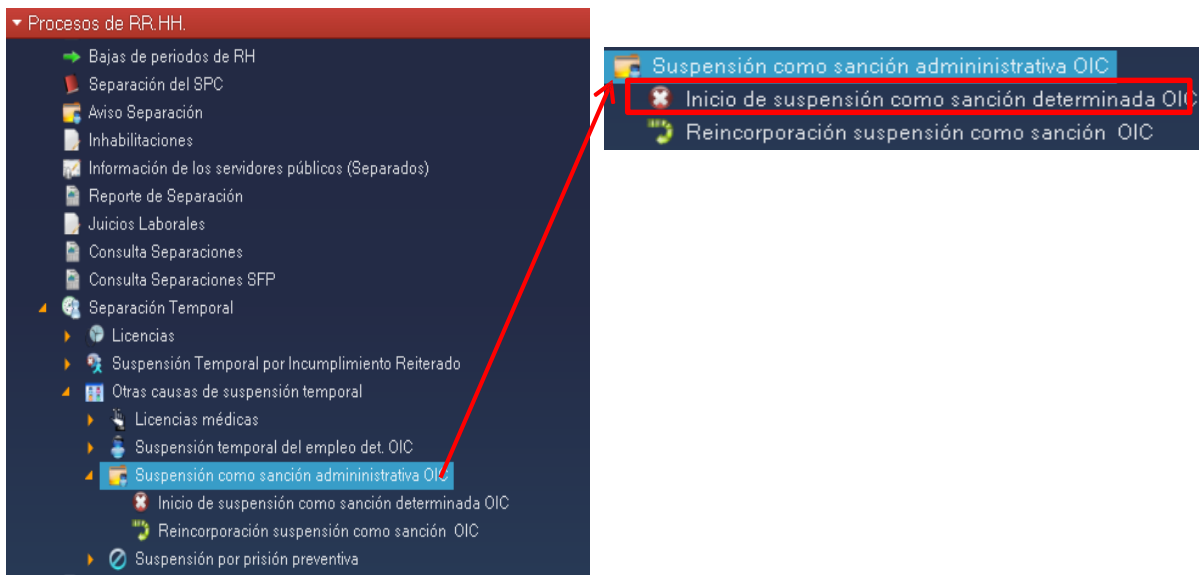 Procesos de RR.HH.
Bajas de periodos de RH
Separación del SPC
Aviso Separación
Inhabilitaciones
Información de los servidores públicos (Separados)
Reporte de Separación
Juicios Laborales
Consulta Separaciones
Consulta Separaciones SFP
Separación Temporal
Licencias
Suspensión Temporal por Incumplimiento Reiterado
Otras causas de suspensión temporal
Licencias médicas
Suspensión temporal del empleo det. OIC
Suspensión como sanción admininistrativa OIC
Inicio de suspensión como sanción determinada OIC
Reincorporación suspensión como sanción OIC
Suspensión por prisión preventiva
Suspensión como sanción admininistrativa OIC
Inicio de suspensión como sanción determinada OIC
Reincorporación suspensión como sanción OIC